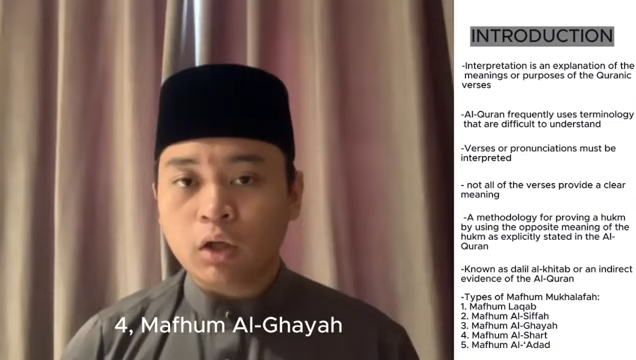 INTRODUCTION
-Interpretation is an explanation of the
meanings or purposes of the Quranic
verses
-Al-Quran frequently uses terminology
that are difficult to understand
-Verses or pronunciations must be
interpreted
- not all of the verses provide a clear
meaning
-A methodology for proving a hukm
by using the opposite meaning of the
hukm as explicitly stated in the Al-
Quran
-Known as dalil al-khitab or an indirect
evidence of the Al-Quran
-Types of Mafhum Mukhalafah:
1. Mafhum Laqab
2. Mafhum Al-Siffah
3. Mafhum Al-Ghayah
4. Mafhum Al-Shart
5. Mafhum Al-‘Adad
4, Mafhum Al-Ghayah